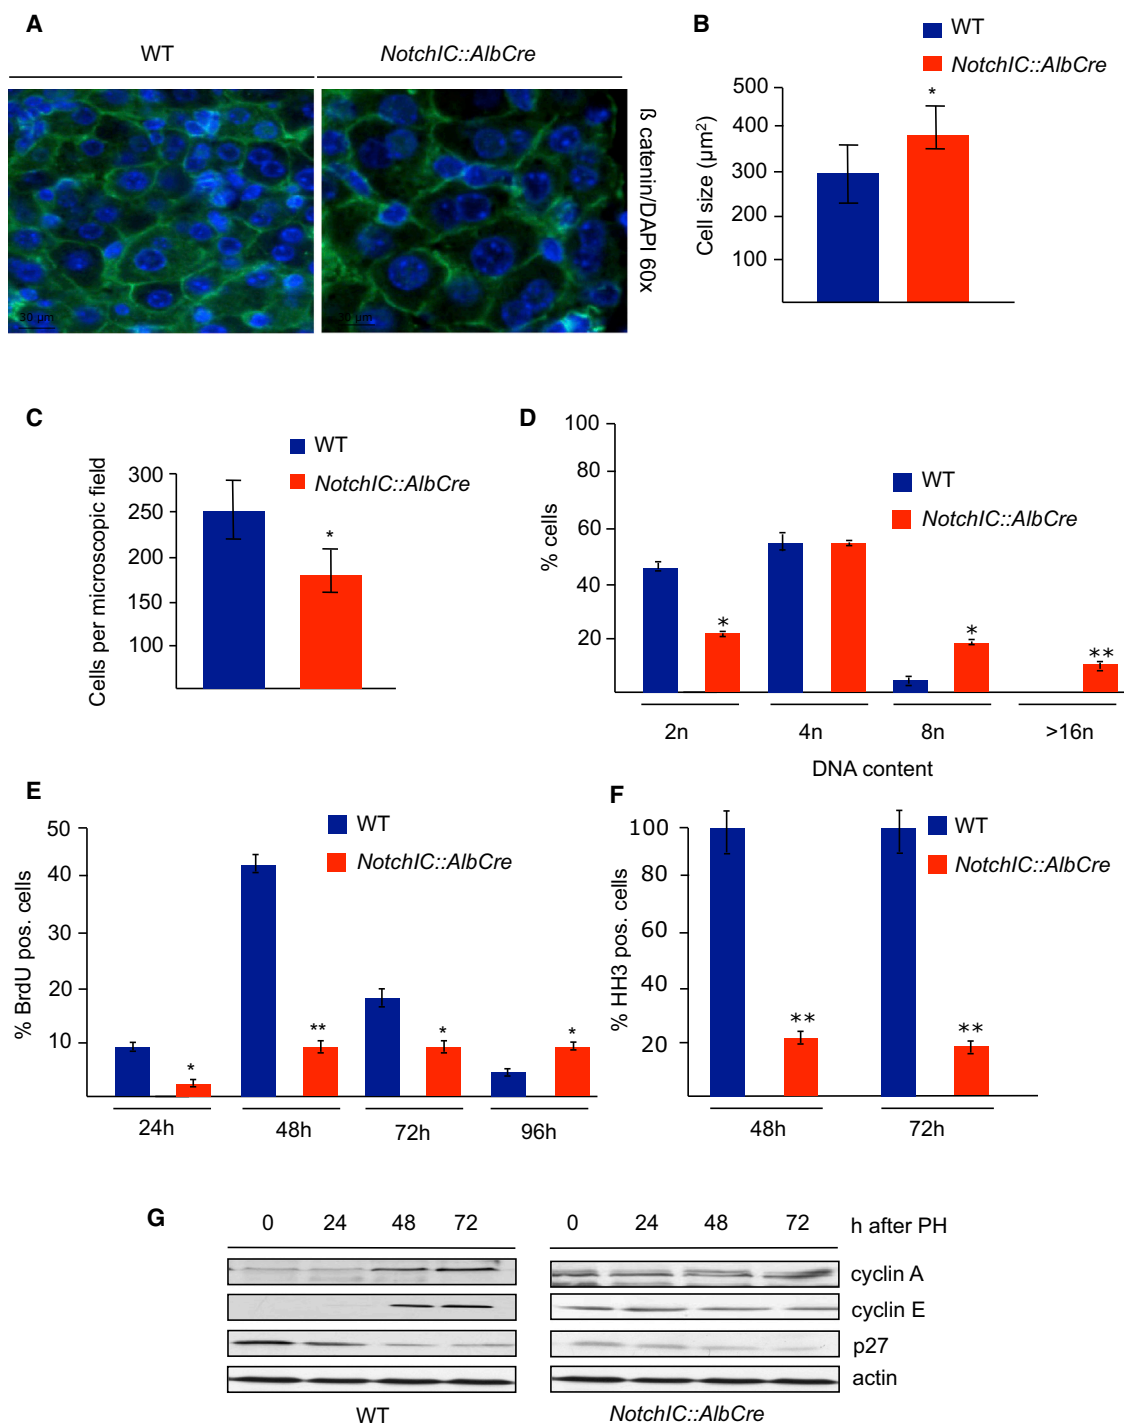 A
WT
NotchIC::AlbCre
ß catenin/DAPI 60x
30 µm
30 µm
B
WT
NotchIC::AlbCre
Cell size (µm²)
500
400
300
200
100
*
C
WT
NotchIC::AlbCre
Cells per microscopic field
300
250
200
150
100
*
D
WT
NotchIC::AlbCre
% cells
100
80
60
40
20
*
*
**
2n
4n
8n
>16n
DNA content
E
WT
NotchIC::AlbCre
% BrdU pos. cells
50
40
30
20
10
*
**
*
*
24h
48h
72h
96h
F
WT
NotchIC::AlbCre
% HH3 pos. cells
100
80
60
40
20
**
**
48h
72h
G
0 24 48 72
0 24 48 72 h after PH
cyclin A
cyclin E
p27
actin
WT
NotchIC::AlbCre